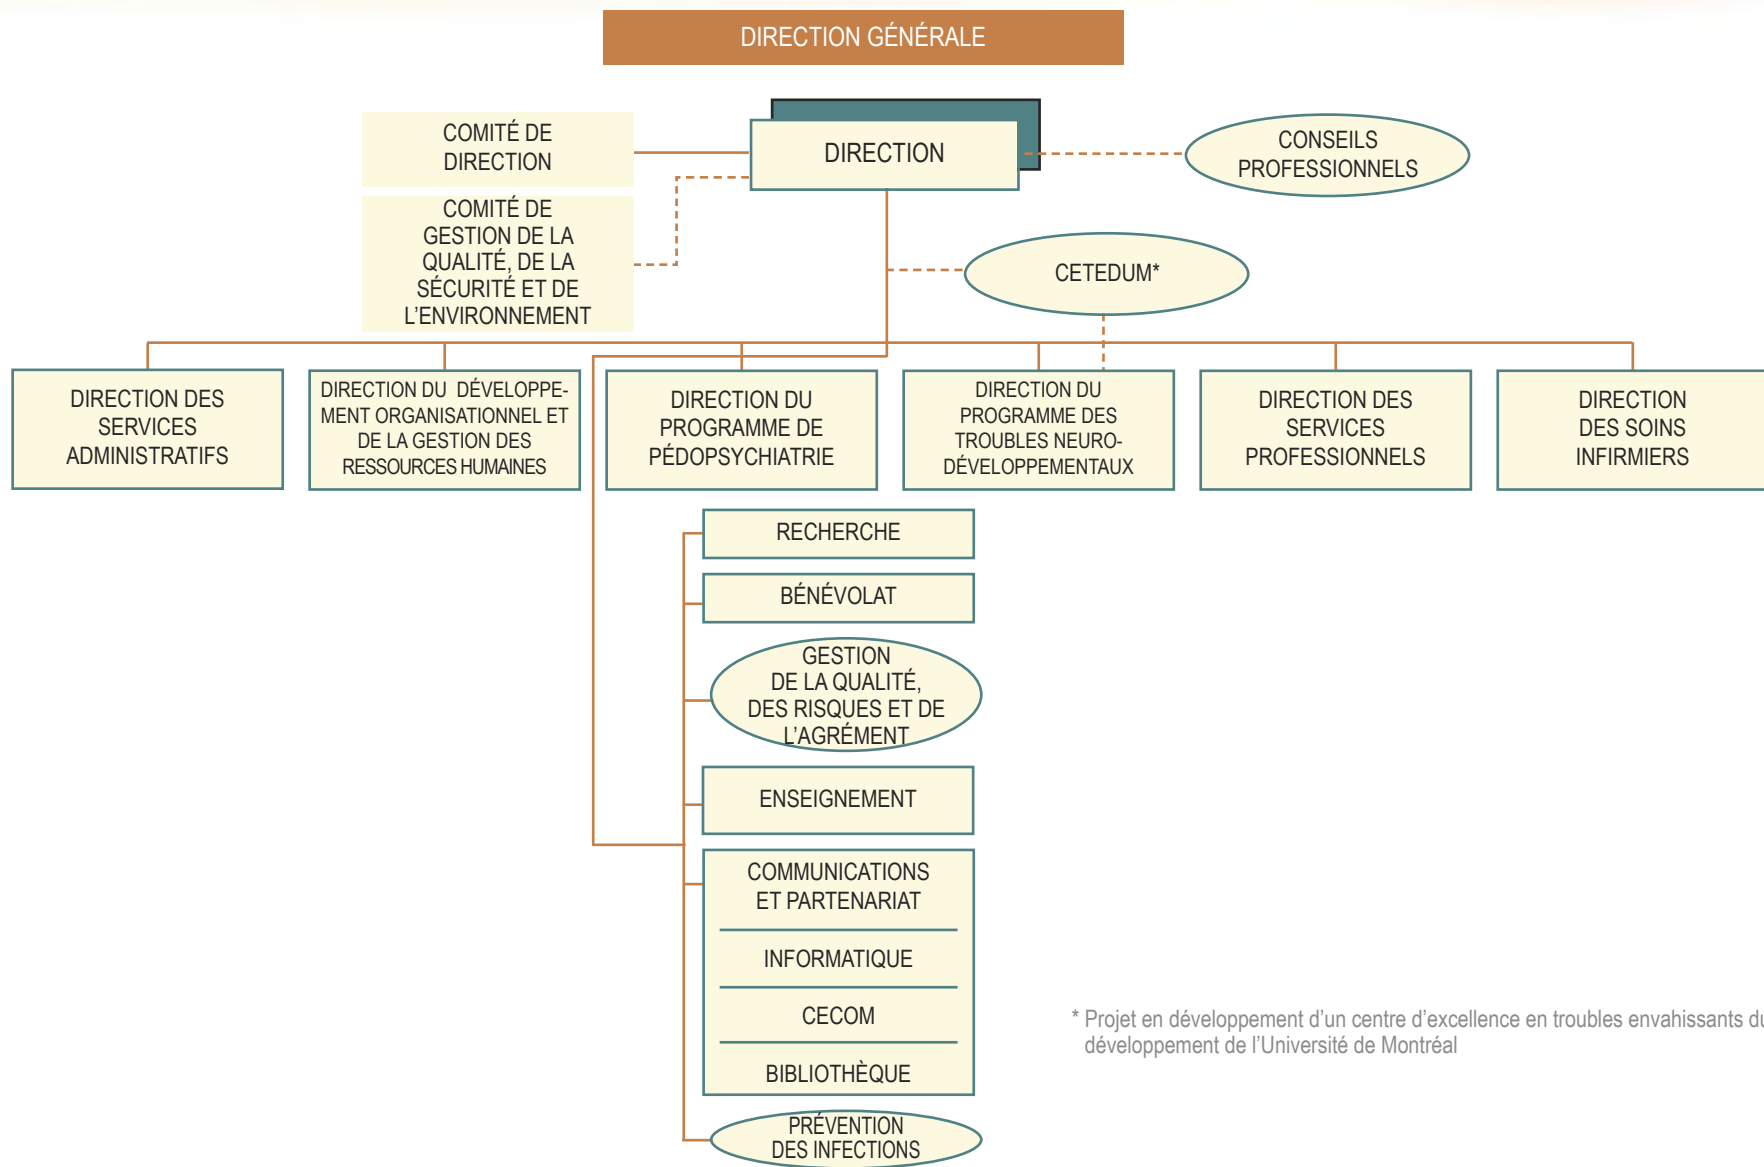 DIRECTION GÉNÉRALE
COMITÉ DE
DIRECTION
DIRECTION
CONSEILS
PROFESSIONNELS
COMITÉ DE
GESTION DE LA
QUALITÉ, DE LA
SÉCURITÉ ET DE
L'ENVIRONNEMENT
CETEDUM*
DIRECTION DES
SERVICES
ADMINISTRATIFS
DIRECTION DU DÉVELOPPE-
MENT ORGANISATIONNEL ET
DE LA GESTION DES
RESSOURCES HUMAINES
DIRECTION DU
PROGRAMME DE
PÉDOPSYCHIATRIE
DIRECTION DU
PROGRAMME DES
TROUBLES NEURO-
DÉVELOPPEMENTAUX
DIRECTION DES
SERVICES
PROFESSIONNELS
DIRECTION
DES SOINS
INFIRMIERS
RECHERCHE
BÉNÉVOLAT
GESTION
DE LA QUALITÉ,
DES RISQUES ET DE
L'AGRÉMENT
ENSEIGNEMENT
COMMUNICATIONS
ET PARTENARIAT
INFORMATIQUE
CECOM
BIBLIOTHÈQUE
PRÉVENTION
DES INFECTIONS
* Projet en développement d'un centre d'excellence en troubles envahissants du
développement de l'Université de Montréal